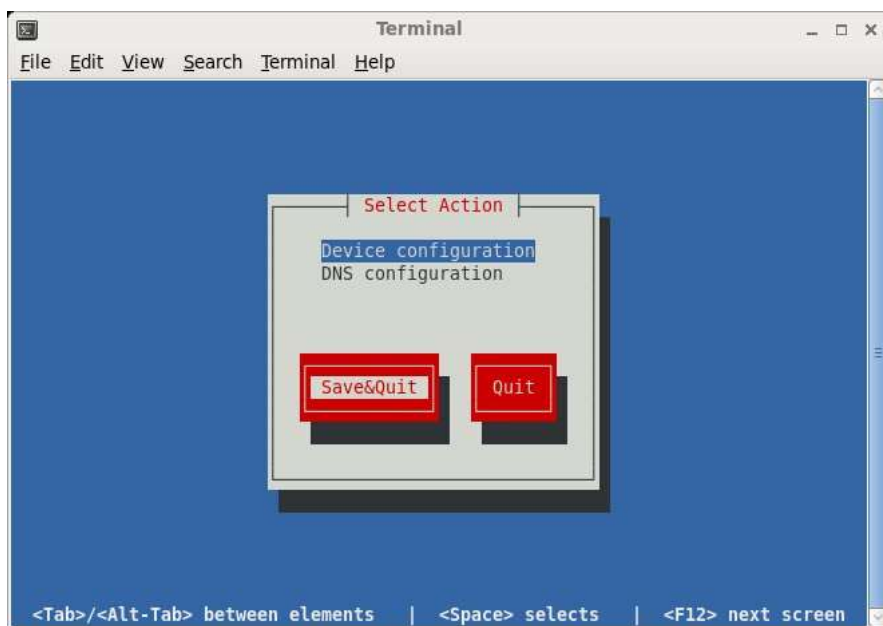 Terminal
File Edit View Search Terminal Help
Select Action
Device configuration
DNS configuration
Save&Quit Quit
<Tab>/<Alt-Tab> between elements | <Space> selects | <F12> next screen